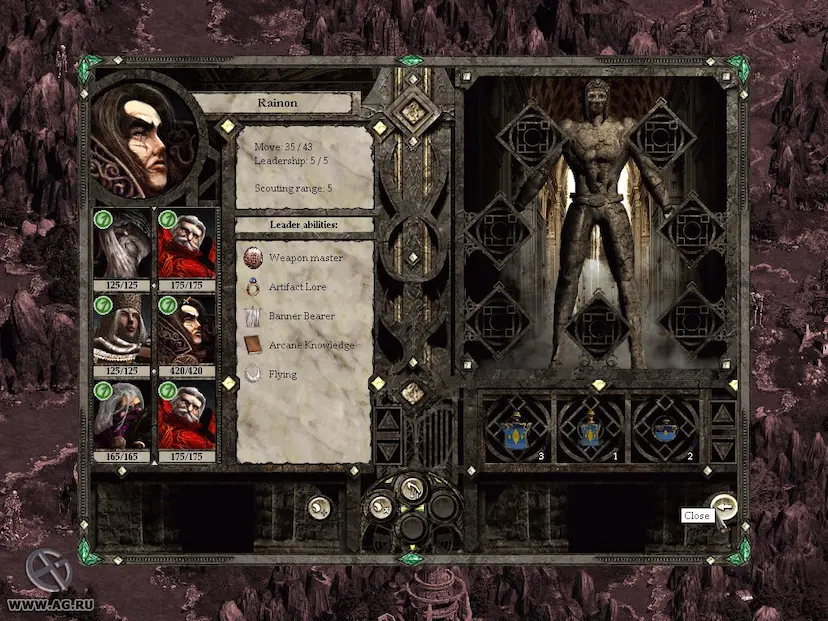 Rainon
Move: 35 / 43
Leadership: 5 / 5
Scouting range: 5
Leader abilities:
Weapon master
Artifact Lore
Banner Bearer
Arcane Knowledge
Flying
125/125
175/175
125/125
420/420
165/165
175/175
3
1
2
Close
WWW.AG.RU